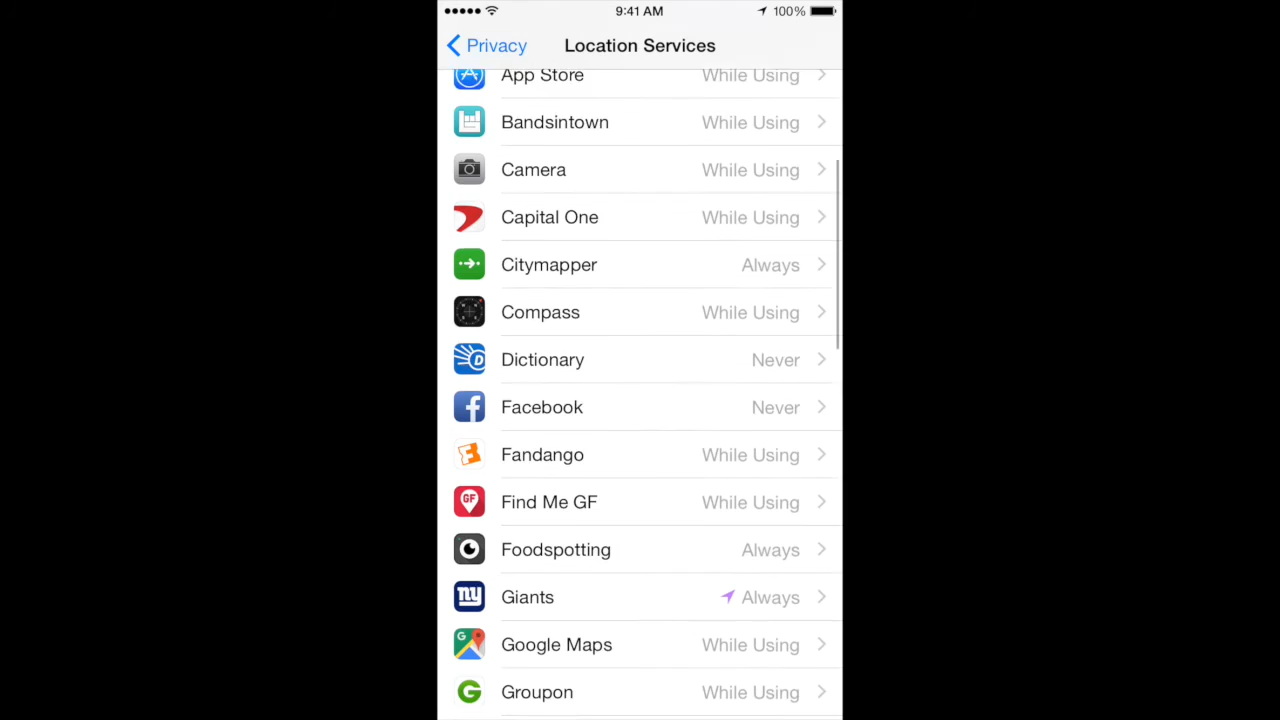 9:41 AM 100%
Privacy Location Services
App Store While Using
Bandsintown While Using
Camera While Using
Capital One While Using
Citymapper Always
Compass While Using
D Dictionary Never
f Facebook Never
F Fandango While Using
GF Find Me GF While Using
Foodspotting Always
ny Giants Always
G Google Maps While Using
G Groupon While Using